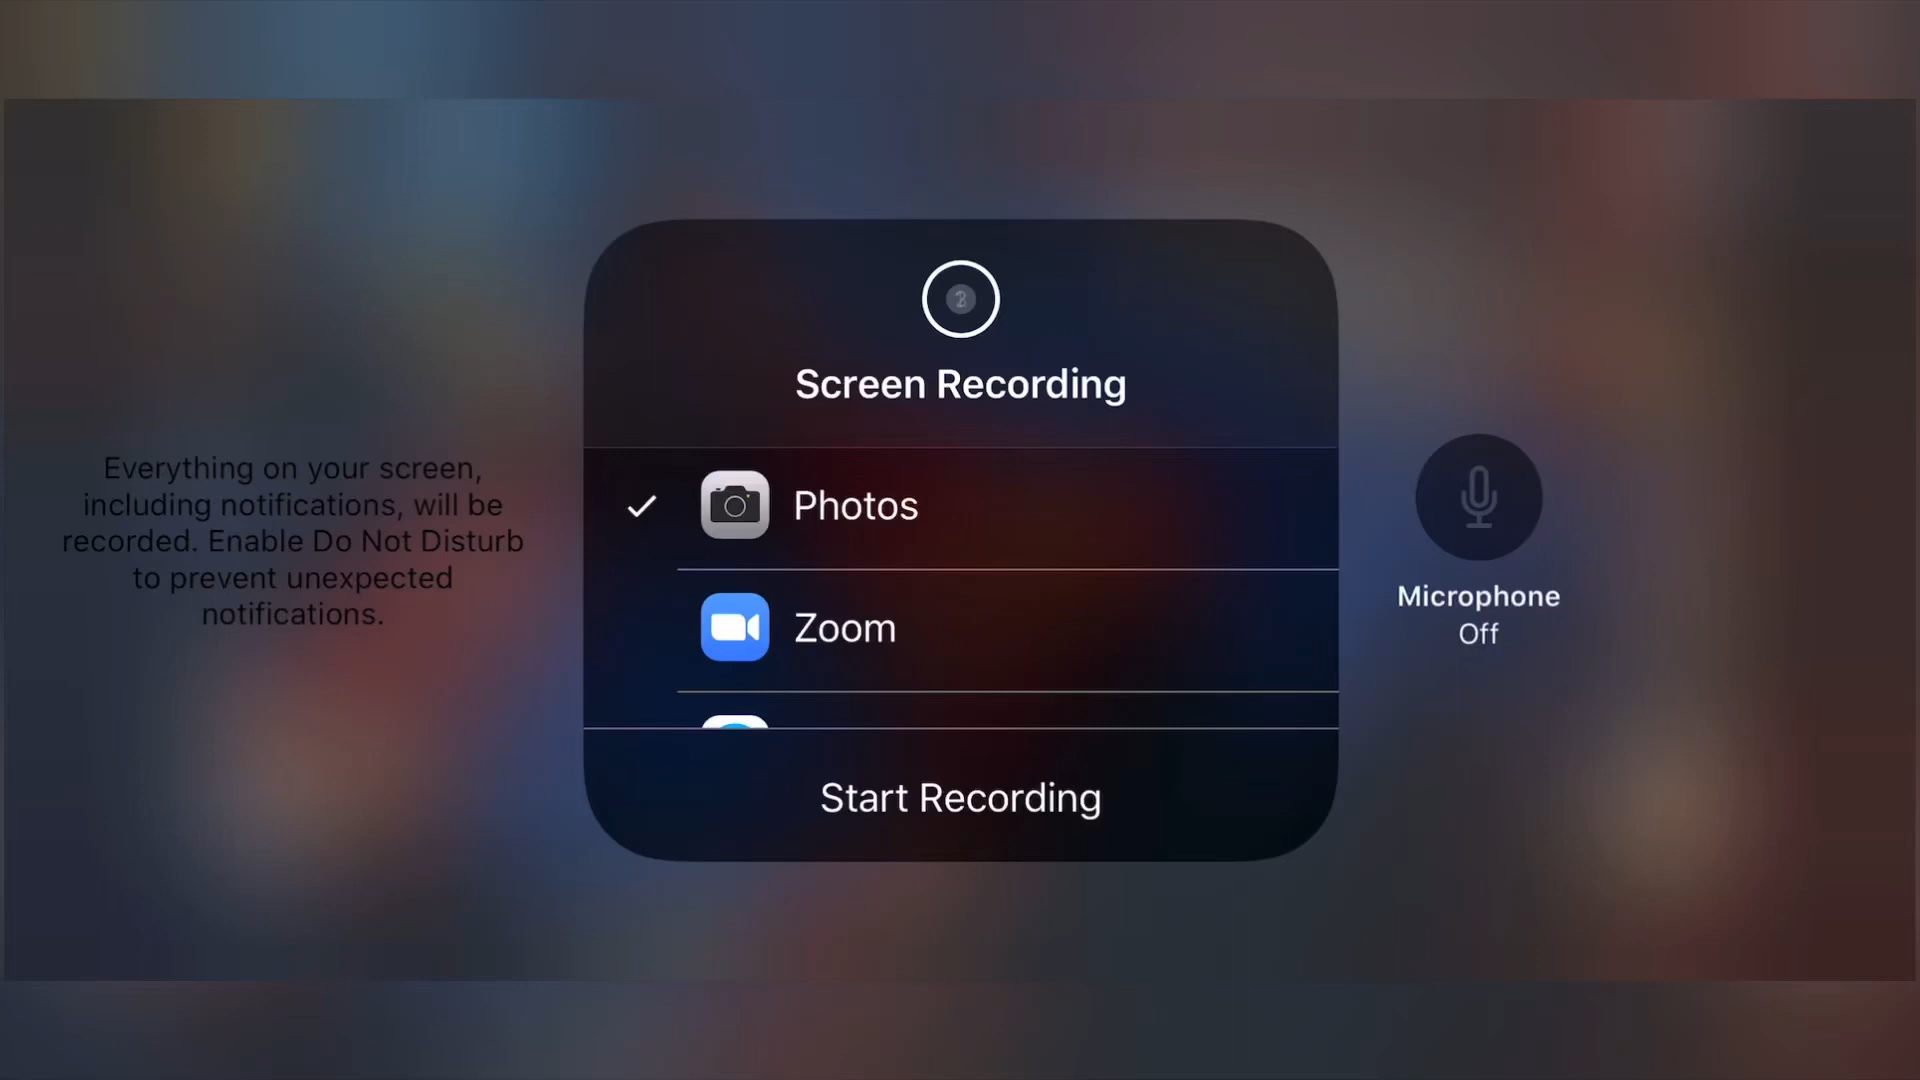 Screen Recording
Everything on your screen,
including notifications, will be
recorded. Enable Do Not Disturb
to prevent unexpected
notifications.
Photos
Zoom
Start Recording
Microphone
Off